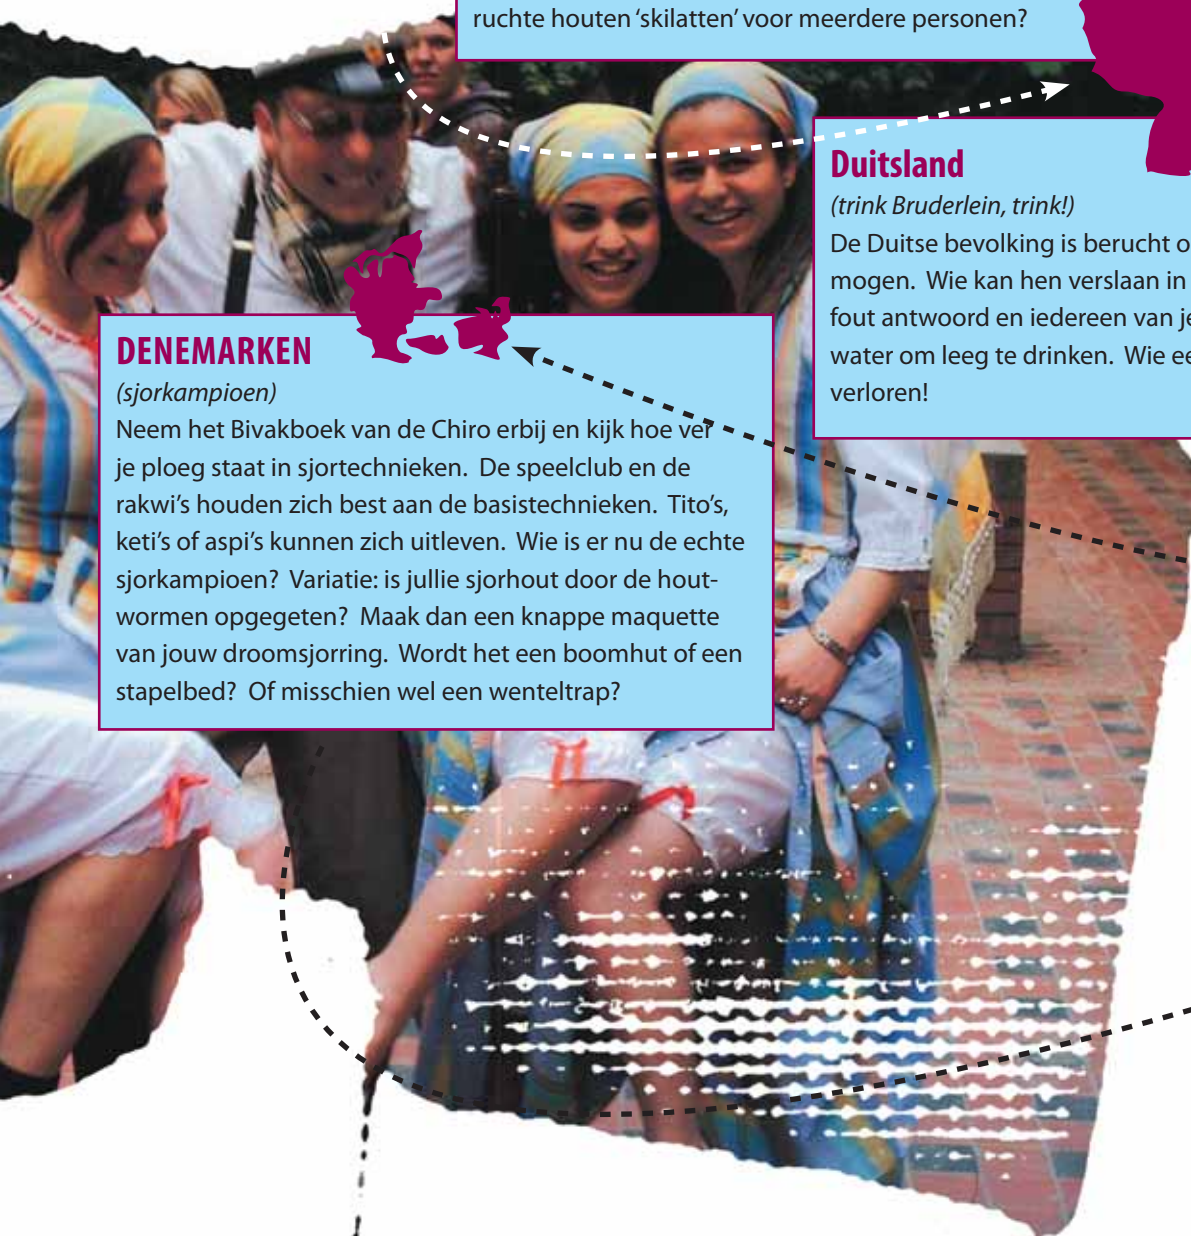 ruchte houten ‘skilatten’ voor meerdere personen?
Duitsland
(trink Bruderlein, trink!)
De Duitse bevolking is berucht o
mogen. Wie kan hen verslaan in
fout antwoord en iedereen van je
water om leeg te drinken. Wie ee
verloren!
DENEMARKEN
(sjorkampioen)
Neem het Bivakboek van de Chiro erbij en kijk hoe ver
je ploeg staat in sjortechnieken. De speelclub en de
rakwi’s houden zich best aan de basistechnieken. Tito’s,
keti’s of aspi’s kunnen zich uitleven. Wie is er nu de echte
sjorkampioen? Variatie: is jullie sjorhout door de hout-
wormen opgegeten? Maak dan een knappe maquette
van jouw droomsjorring. Wordt het een boomhut of een
stapelbed? Of misschien wel een wenteltrap?